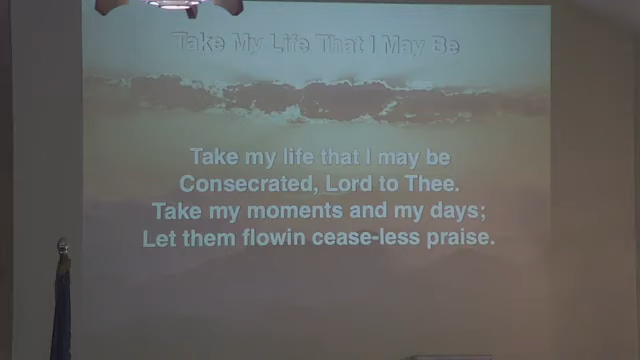 Take My Life That I May Be
Take my life that I may be
Consecrated, Lord to Thee.
Take my moments and my days;
Let them flowin cease-less praise.